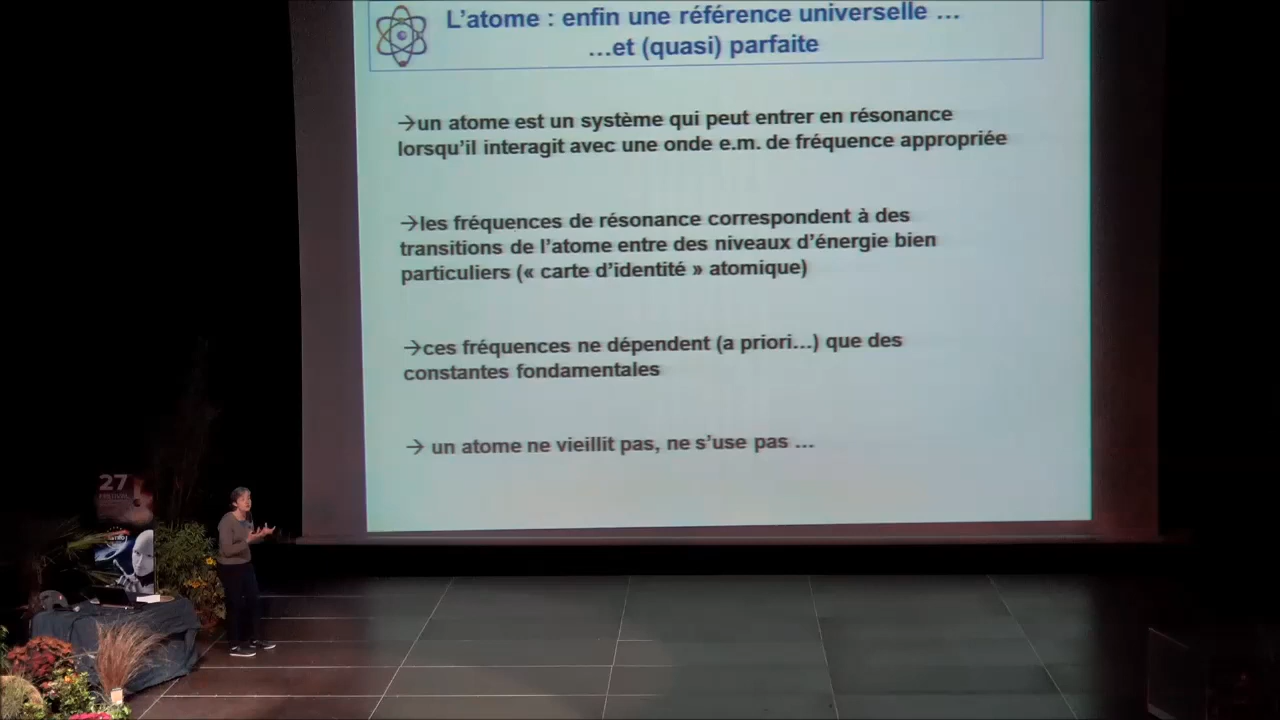 L'atome : enfin une référence universelle …
…et (quasi) parfaite
→un atome est un système qui peut entrer en résonance
lorsqu'il interagit avec une onde e.m. de fréquence appropriée
→les fréquences de résonance correspondent à des
transitions de l'atome entre des niveaux d'énergie bien
particuliers (« carte d'identité » atomique)
→ces fréquences ne dépendent (a priori…) que des
constantes fondamentales
→ un atome ne vieillit pas, ne s'use pas …
27
FESTIVAL